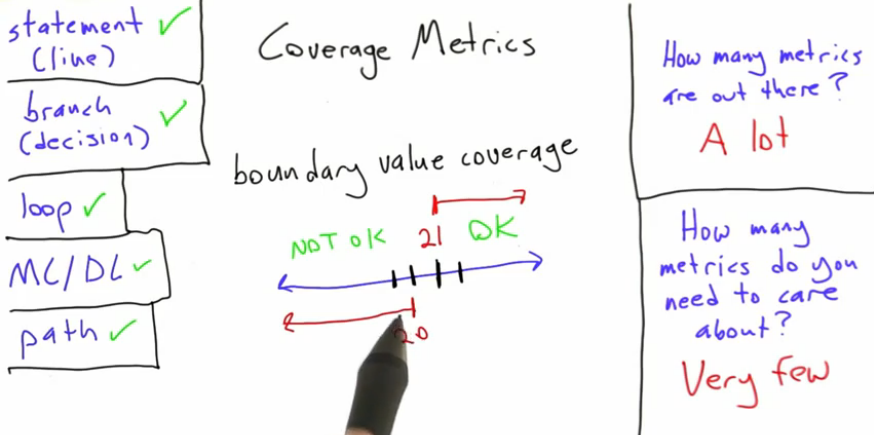 statement
(line)
branch
(decision)
loop
MC/DC
path
Coverage Metrics
boundary value coverage
NOT OK 21 OK
20
How many metrics
are out there?
A lot
How many
metrics do you
need to care
about?
Very few